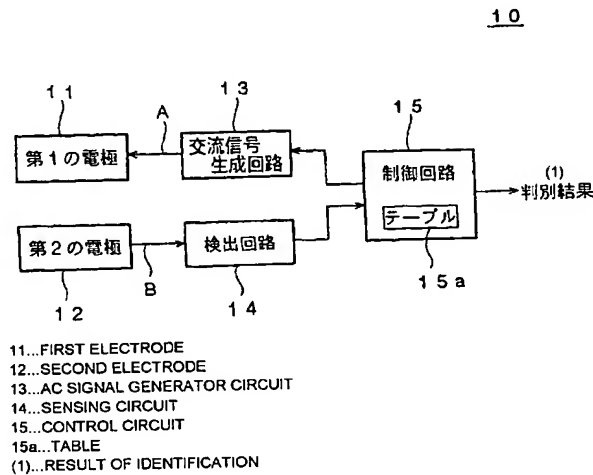 10
11
A
13
15
第1の電極
交流信号
生成回路
制御回路
(1)
判別結果
テーブル
第2の電極
検出回路
B
12
14
15a
11...FIRST ELECTRODE
12...SECOND ELECTRODE
13...AC SIGNAL GENERATOR CIRCUIT
14...SENSING CIRCUIT
15...CONTROL CIRCUIT
15a...TABLE
(1)...RESULT OF IDENTIFICATION